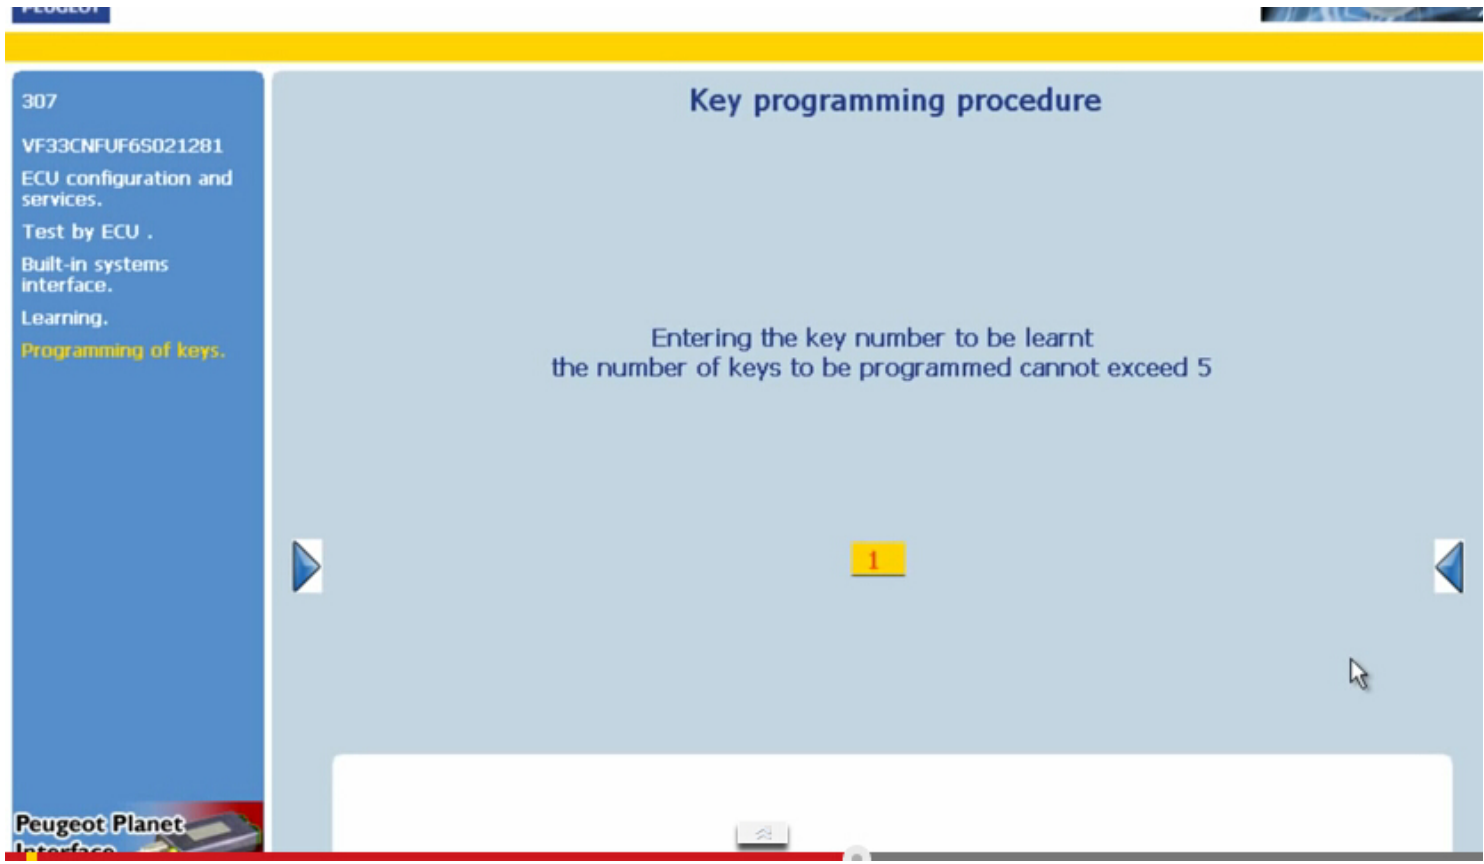 PEUGEOT
307
VF33CNFUF6S021281
ECU configuration and
services.
Test by ECU .
Built-in systems
interface.
Learning.
Programming of keys.
Key programming procedure
Entering the key number to be learnt
the number of keys to be programmed cannot exceed 5
1
Peugeot Planet
Interface